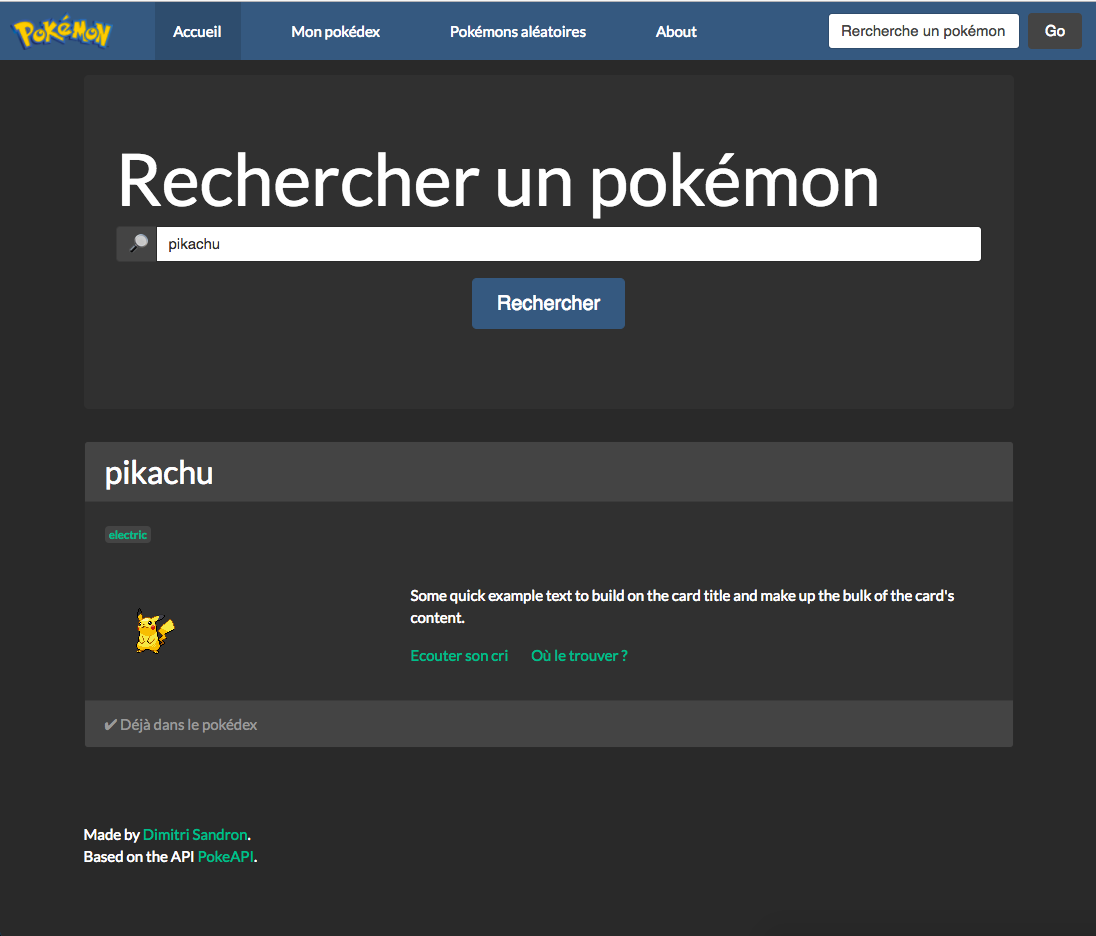 POKéMON
Accueil
Mon pokédex
Pokémons aléatoires
About
Rercherche un pokémon
Go
Rechercher un pokémon
pikachu
Rechercher
pikachu
electric
Some quick example text to build on the card title and make up the bulk of the card's
content.
Ecouter son cri
Où le trouver ?
✔ Déjà dans le pokédex
Made by Dimitri Sandron.
Based on the API PokeAPI.